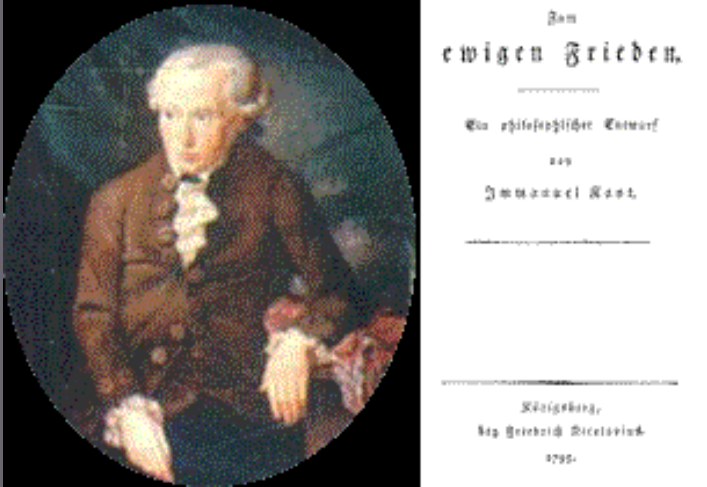 Zum
ewigen Frieden.
Ein philosophischer Entwurf
von
Immanuel Kant.
Königsberg,
bey Friedrich Nicolovius.
1795.